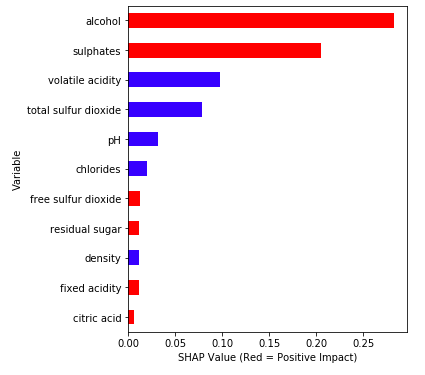 alcohol
sulphates
volatile acidity
total sulfur dioxide
pH
chlorides
free sulfur dioxide
residual sugar
density
fixed acidity
citric acid
Variable
0.00 0.05 0.10 0.15 0.20 0.25
SHAP Value (Red = Positive Impact)